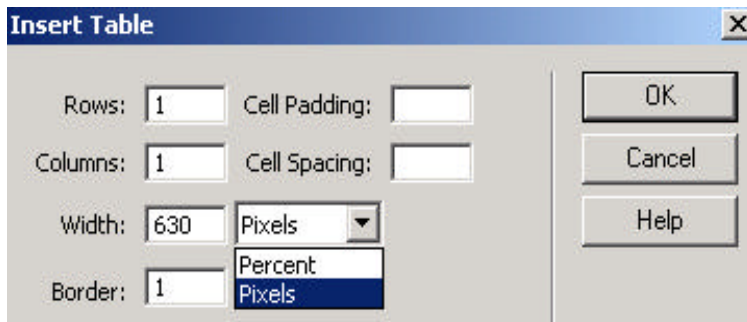 Insert Table
Rows: 1 Cell Padding: OK
Columns: 1 Cell Spacing: Cancel
Width: 630 Pixels Help
Percent
Border: 1 Pixels